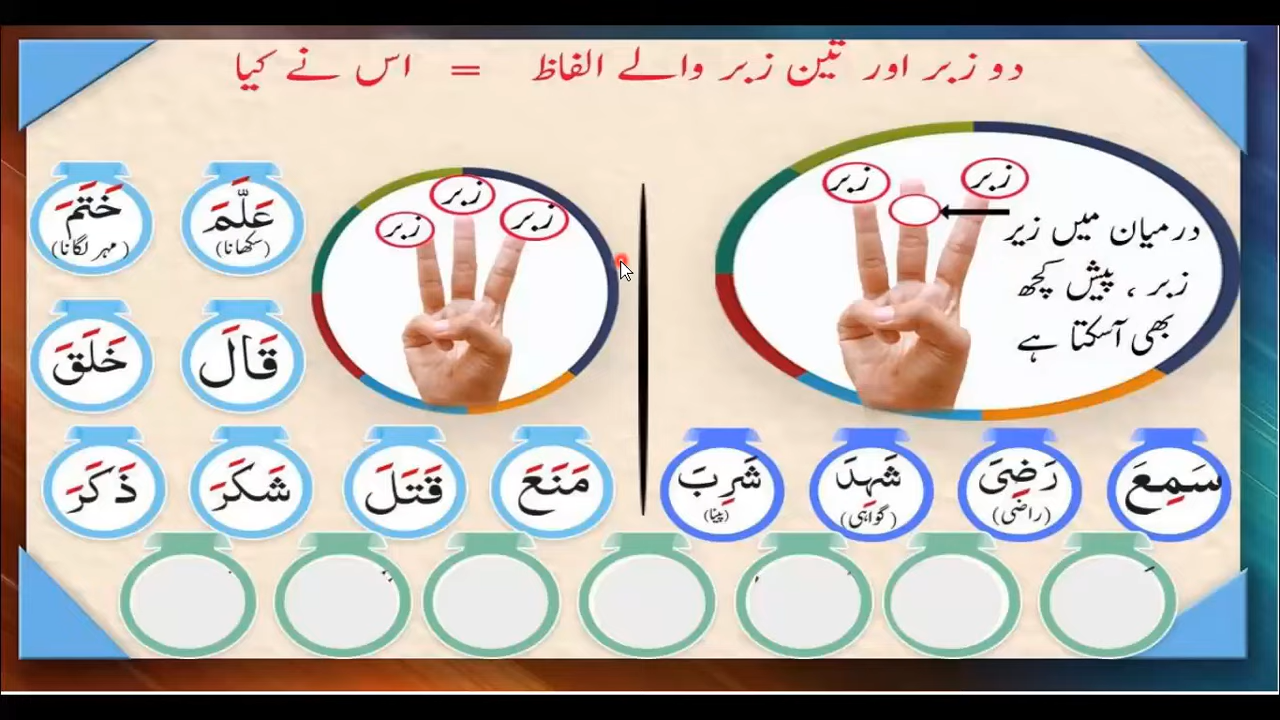 دو زبر اور تین زبر والے الفاظ = اس نے کیا
زبر
زبر
درمیان میں زیر
زبر ، پیش کچھ
بھی آسکتا ہے
زبر
زبر
زبر
عَلَّمَ
(سکھانا)
خَتَمَ
(مہر لگانا)
قَالَ
خَلَقَ
سَمِعَ
رَضِیَ
(راضی)
شَہِدَ
(گواہی)
شَرِبَ
(پینا)
مَنَعَ
قَتَلَ
شَکَرَ
ذَکَرَ